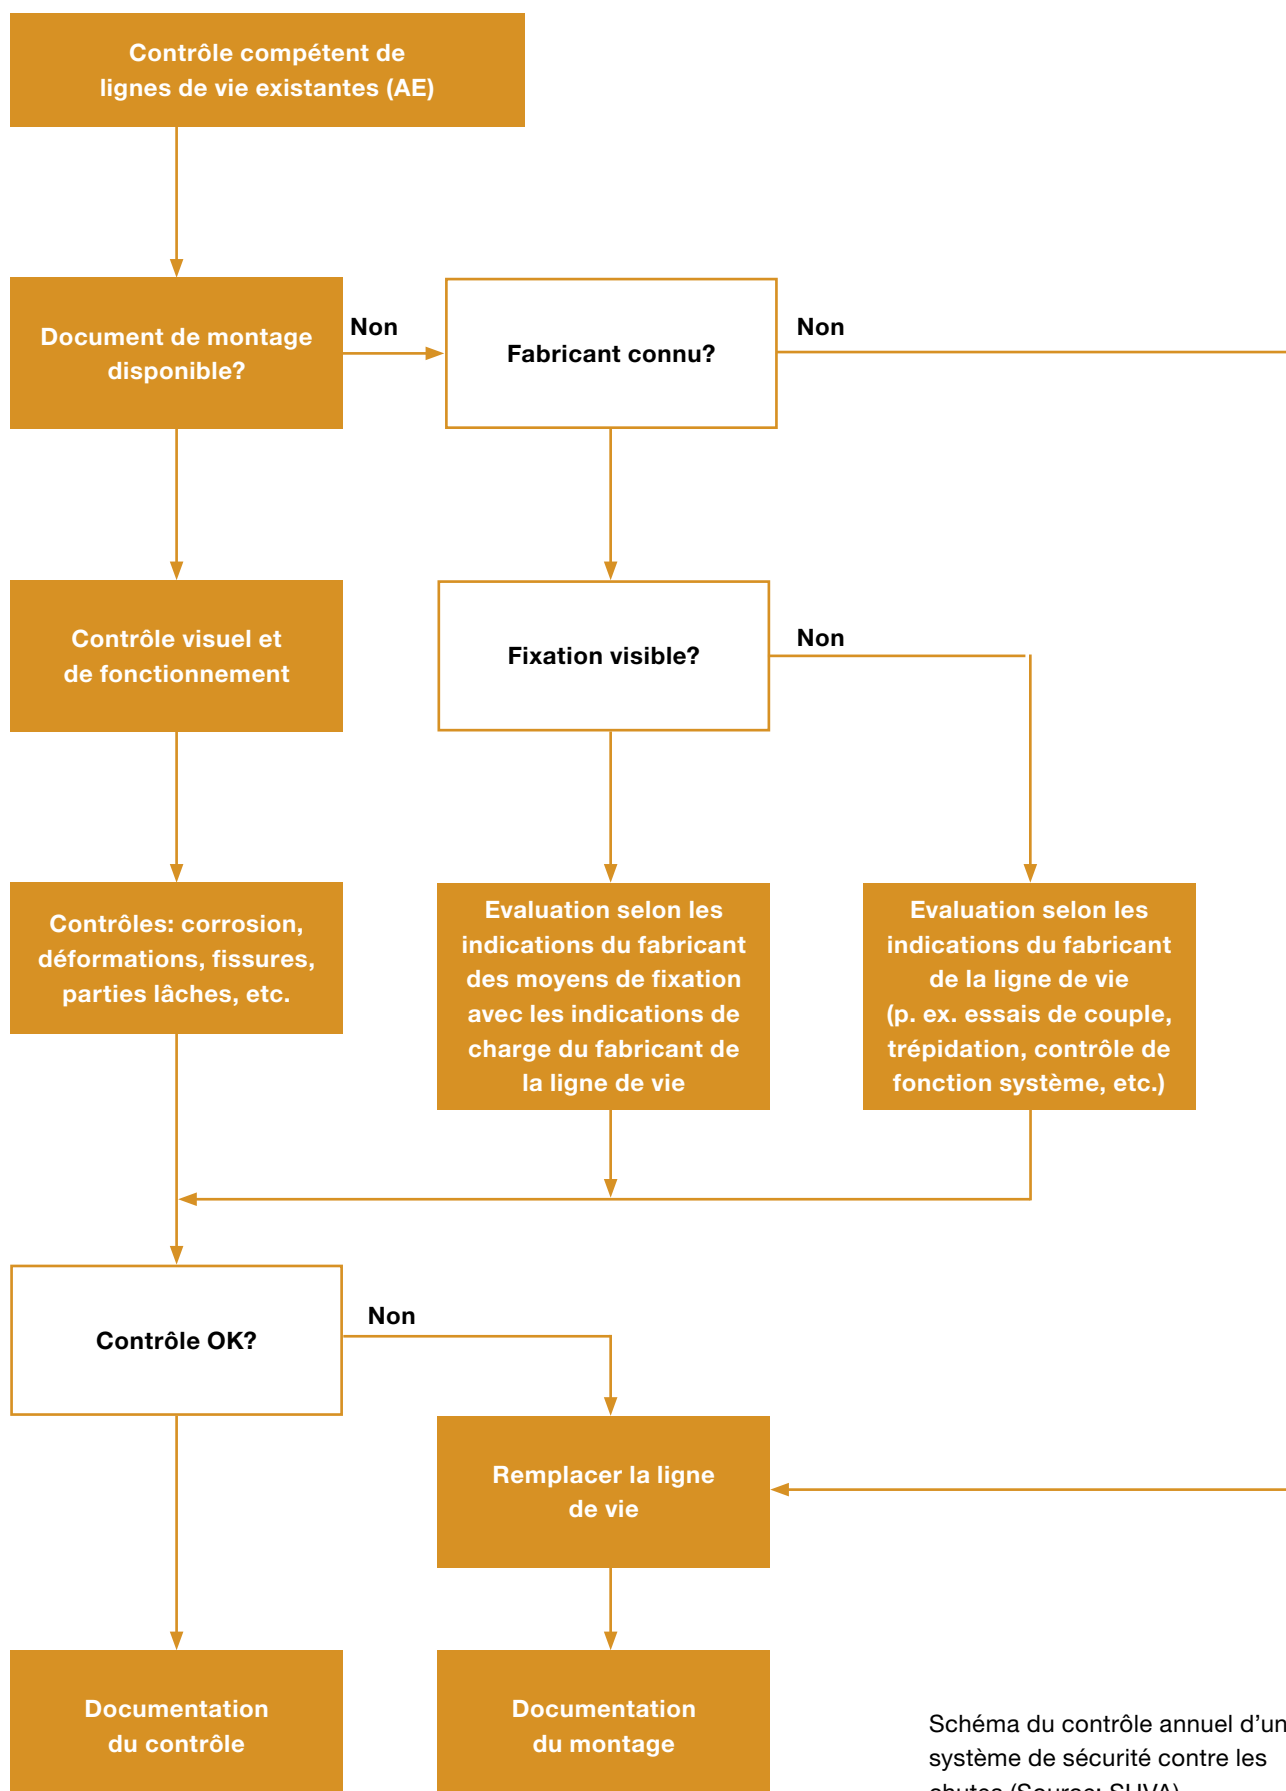 Contrôle compétent de
lignes de vie existantes (AE)
Document de montage
disponible?
Non
Fabricant connu?
Non
Contrôle visuel et
de fonctionnement
Fixation visible?
Non
Contrôles: corrosion,
déformations, fissures,
parties lâches, etc.
Evaluation selon les
indications du fabricant
des moyens de fixation
avec les indications de
charge du fabricant de
la ligne de vie
Evaluation selon les
indications du fabricant
de la ligne de vie
(p. ex. essais de couple,
trépidation, contrôle de
fonction système, etc.)
Contrôle OK?
Non
Remplacer la ligne
de vie
Documentation
du contrôle
Documentation
du montage
Schéma du contrôle annuel d’un
système de sécurité contre les
chutes (Source: SUVA)